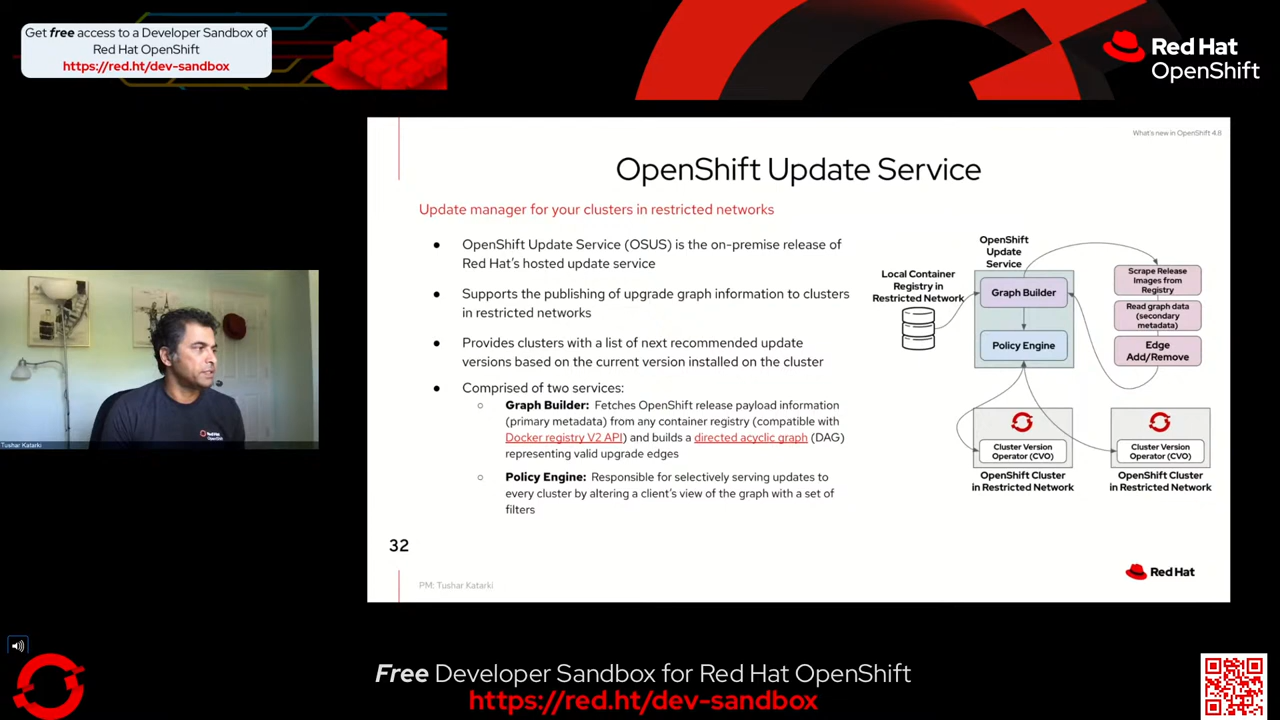 Get free access to a Developer Sandbox of
Red Hat OpenShift
https://red.ht/dev-sandbox
Red Hat
OpenShift
What's new in OpenShift 4.8
OpenShift Update Service
Update manager for your clusters in restricted networks
● OpenShift Update Service (OSUS) is the on-premise release of
Red Hat's hosted update service
● Supports the publishing of upgrade graph information to clusters
in restricted networks
● Provides clusters with a list of next recommended update
versions based on the current version installed on the cluster
● Comprised of two services:
○ Graph Builder: Fetches OpenShift release payload information
(primary metadata) from any container registry (compatible with
Docker registry V2 API) and builds a directed acyclic graph (DAG)
representing valid upgrade edges
○ Policy Engine: Responsible for selectively serving updates to
every cluster by altering a client's view of the graph with a set of
filters
OpenShift
Update
Service
Local Container
Registry in
Restricted Network
Graph Builder
Policy Engine
Scrape Release
Images from
Registry
Read graph data
(secondary
metadata)
Edge
Add/Remove
Cluster Version
Operator (CVO)
OpenShift Cluster
in Restricted Network
Cluster Version
Operator (CVO)
OpenShift Cluster
in Restricted Network
32
PM: Tushar Katarki
Red Hat
Tushar Katarki
Free Developer Sandbox for Red Hat OpenShift
https://red.ht/dev-sandbox